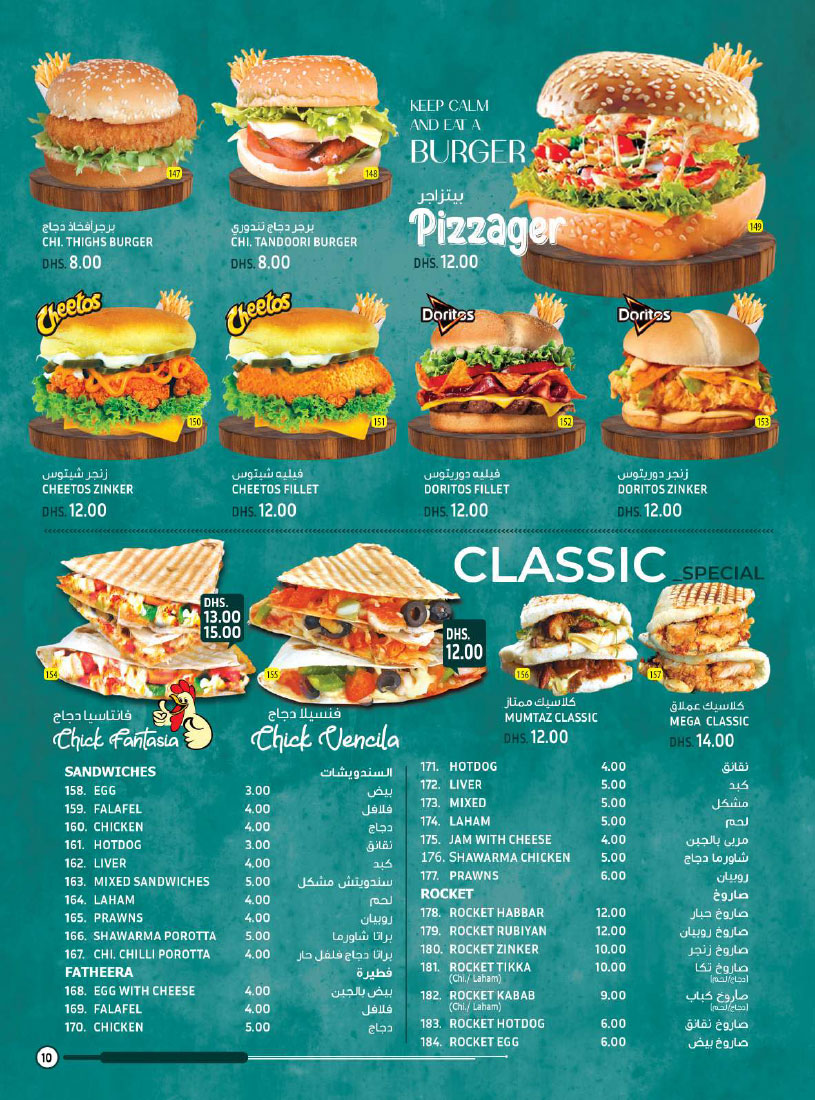 KEEP CALM
AND EAT A
BURGER
بيتزاجر
Pizzager
DHS. 12.00
149
147
برجر أفخاذ دجاج
CHI. THIGHS BURGER
DHS. 8.00
148
برجر دجاج تندوري
CHI. TANDOORI BURGER
DHS. 8.00
Cheetos
150
زنجر شيتوس
CHEETOS ZINKER
DHS. 12.00
Cheetos
151
فيليه شيتوس
CHEETOS FILLET
DHS. 12.00
Doritos
152
فيليه دوريتوس
DORITOS FILLET
DHS. 12.00
Doritos
153
زنجر دوريتوس
DORITOS ZINKER
DHS. 12.00
DHS.
13.00
15.00
154
فانتاسيا دجاج
Chick Fantasia
DHS.
12.00
155
فنسيلا دجاج
Chick Vencila
CLASSIC _SPECIAL
156
كلاسيك ممتاز
MUMTAZ CLASSIC
DHS. 12.00
157
كلاسيك عملاق
MEGA CLASSIC
DHS. 14.00
SANDWICHES السندويشات
158. EGG 3.00 بيض
159. FALAFEL 4.00 فلافل
160. CHICKEN 4.00 دجاج
161. HOTDOG 3.00 نقانق
162. LIVER 4.00 كبد
163. MIXED SANDWICHES 5.00 سندويتش مشكل
164. LAHAM 4.00 لحم
165. PRAWNS 4.00 روبيان
166. SHAWARMA POROTTA 5.00 براتا شاورما
167. CHI. CHILLI POROTTA 4.00 براتا دجاج فلفل حار
FATHEERA فطيرة
168. EGG WITH CHEESE 4.00 بيض بالجبن
169. FALAFEL 4.00 فلافل
170. CHICKEN 5.00 دجاج
171. HOTDOG 4.00 نقانق
172. LIVER 5.00 كبد
173. MIXED 5.00 مشكل
174. LAHAM 5.00 لحم
175. JAM WITH CHEESE 4.00 مربى بالجبن
176. SHAWARMA CHICKEN 5.00 شاورما دجاج
177. PRAWNS 6.00 روبيان
ROCKET صاروخ
178. ROCKET HABBAR 12.00 صاروخ حبار
179. ROCKET RUBIYAN 12.00 صاروخ روبيان
180. ROCKET ZINKER 10.00 صاروخ زنجر
181. ROCKET TIKKA 10.00 صاروخ تكا
(Chi./ Laham) (دجاج/لحم)
182. ROCKET KABAB 9.00 صاروخ كباب
(Chi./ Laham) (دجاج/لحم)
183. ROCKET HOTDOG 6.00 صاروخ نقانق
184. ROCKET EGG 6.00 صاروخ بيض
10